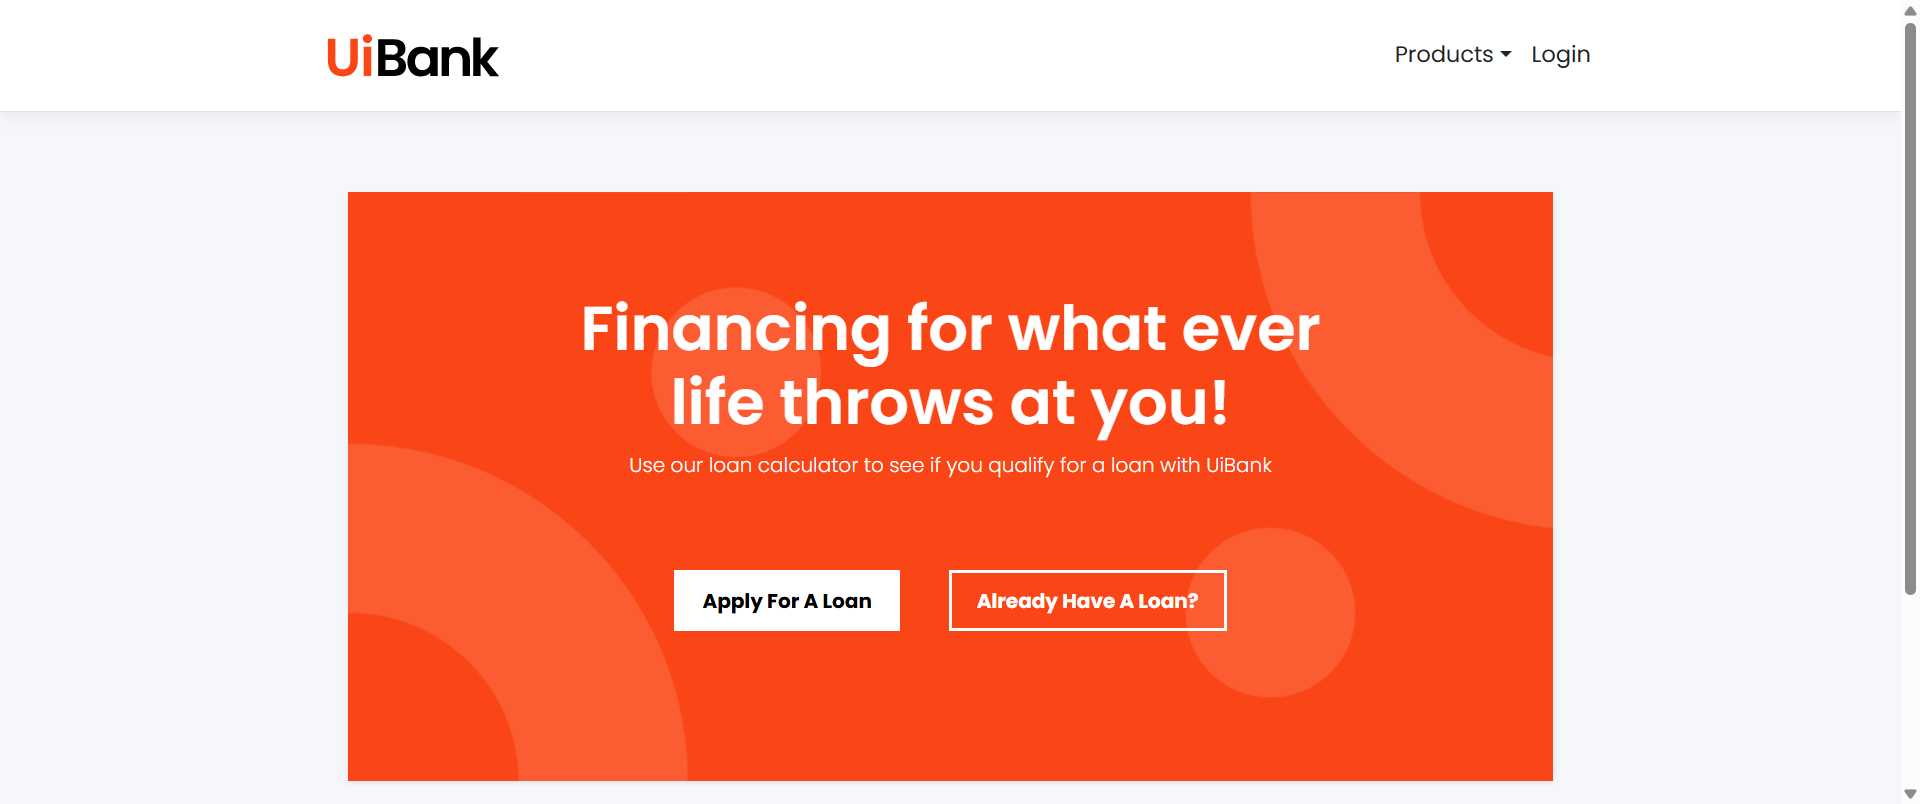 UiBank
Products Login
Financing for what ever
life throws at you!
Use our loan calculator to see if you qualify for a loan with UiBank
Apply For A Loan
Already Have A Loan?